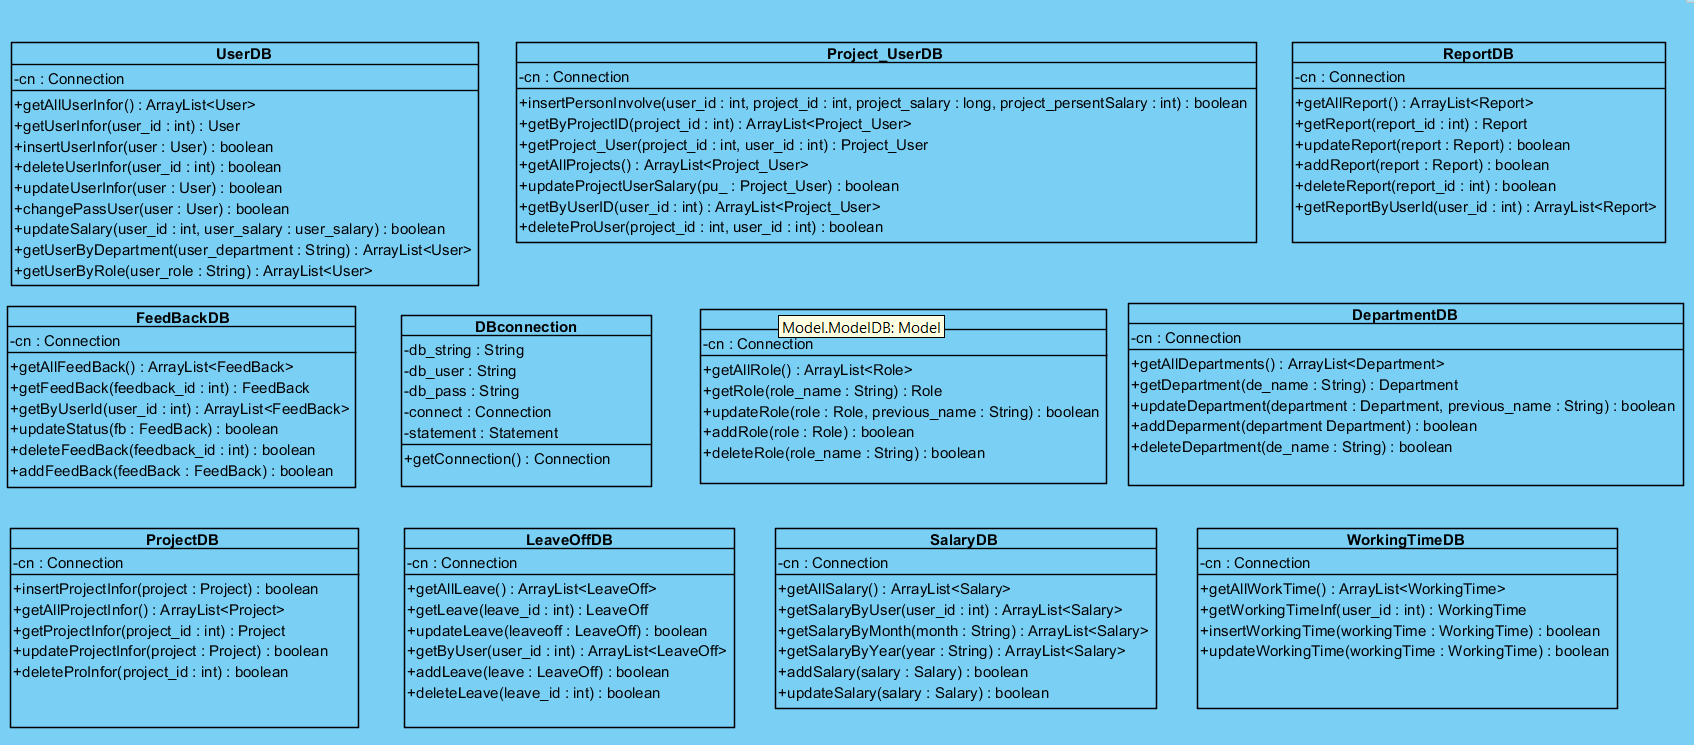 UserDB
-cn : Connection
+getAllUserInfor() : ArrayList<User>
+getUserInfor(user_id : int) : User
+insertUserInfor(user : User) : boolean
+deleteUserInfor(user_id : int) : boolean
+updateUserInfor(user : User) : boolean
+changePassUser(user : User) : boolean
+updateSalary(user_id : int, user_salary : user_salary) : boolean
+getUserByDepartment(user_department : String) : ArrayList<User>
+getUserByRole(user_role : String) : ArrayList<User>
Project_UserDB
-cn : Connection
+insertPersonInvolve(user_id : int, project_id : int, project_salary : long, project_persentSalary : int) : boolean
+getByProjectID(project_id : int) : ArrayList<Project_User>
+getProject_User(project_id : int, user_id : int) : Project_User
+getAllProjects() : ArrayList<Project_User>
+updateProjectUserSalary(pu_ : Project_User) : boolean
+getByUserID(user_id : int) : ArrayList<Project_User>
+deleteProUser(project_id : int, user_id : int) : boolean
ReportDB
-cn : Connection
+getAllReport() : ArrayList<Report>
+getReport(report_id : int) : Report
+updateReport(report : Report) : boolean
+addReport(report : Report) : boolean
+deleteReport(report_id : int) : boolean
+getReportByUserId(user_id : int) : ArrayList<Report>
FeedBackDB
-cn : Connection
+getAllFeedBack() : ArrayList<FeedBack>
+getFeedBack(feedback_id : int) : FeedBack
+getByUserId(user_id : int) : ArrayList<FeedBack>
+updateStatus(fb : FeedBack) : boolean
+deleteFeedBack(feedback_id : int) : boolean
+addFeedBack(feedBack : FeedBack) : boolean
DBconnection
-db_string : String
-db_user : String
-db_pass : String
-connect : Connection
-statement : Statement
+getConnection() : Connection
Model.ModelDB: Model
-cn : Connection
+getAllRole() : ArrayList<Role>
+getRole(role_name : String) : Role
+updateRole(role : Role, previous_name : String) : boolean
+addRole(role : Role) : boolean
+deleteRole(role_name : String) : boolean
DepartmentDB
-cn : Connection
+getAllDepartments() : ArrayList<Department>
+getDepartment(de_name : String) : Department
+updateDepartment(department : Department, previous_name : String) : boolean
+addDeparment(department Department) : boolean
+deleteDepartment(de_name : String) : boolean
ProjectDB
-cn : Connection
+insertProjectInfor(project : Project) : boolean
+getAllProjectInfor() : ArrayList<Project>
+getProjectInfor(project_id : int) : Project
+updateProjectInfor(project : Project) : boolean
+deleteProInfor(project_id : int) : boolean
LeaveOffDB
-cn : Connection
+getAllLeave() : ArrayList<LeaveOff>
+getLeave(leave_id : int) : LeaveOff
+updateLeave(leaveoff : LeaveOff) : boolean
+getByUser(user_id : int) : ArrayList<LeaveOff>
+addLeave(leave : LeaveOff) : boolean
+deleteLeave(leave_id : int) : boolean
SalaryDB
-cn : Connection
+getAllSalary() : ArrayList<Salary>
+getSalaryByUser(user_id : int) : ArrayList<Salary>
+getSalaryByMonth(month : String) : ArrayList<Salary>
+getSalaryByYear(year : String) : ArrayList<Salary>
+addSalary(salary : Salary) : boolean
+updateSalary(salary : Salary) : boolean
WorkingTimeDB
-cn : Connection
+getAllWorkTime() : ArrayList<WorkingTime>
+getWorkingTimeInf(user_id : int) : WorkingTime
+insertWorkingTime(workingTime : WorkingTime) : boolean
+updateWorkingTime(workingTime : WorkingTime) : boolean